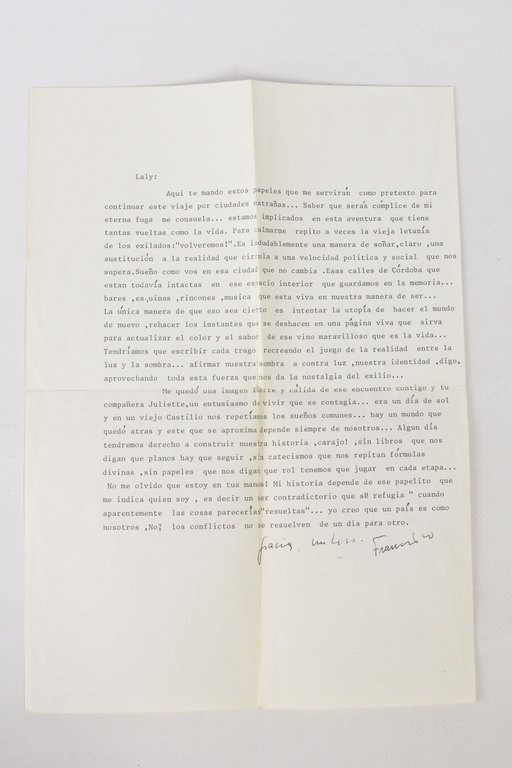 Laly:
Aqui te mando estos papeles que me servirán como pretexto para
continuar este viaje por ciudades extrañas... Saber que serás cómplice de mi
eterna fuga me consuela... estamos implicados en esta aventura que tiene
tantas vueltas como la vida. Para calmarme repito a veces la vieja letanía
de los exilados:"volveremos!".Es indudablemente una manera de señar,claro ,una
sustitución a la realidad que circula a una velocidad política y social que nos
supera.Sueño como vos en esa ciudad que no cambia .Esas calles de Córdoba que
estan todavía intactas en ese espacio interior que guardamos en la memoria...
bares ,esquinas ,rincones ,musica que esta viva en nuestra manera de ser...
La única manera de que eso sea cierto es intentar la utopía de hacer el mundo
de nuevo ,rehacer los instantes que se deshacen en una página viva que sirva
para actualizar el color y el sabor de ese vino maravilloso que es la vida...
Tendríamos que escribir cada trago recreando el juego de la realidad entre la
luz y la sombra... afirmar nuestra sombra a contra luz ,nuestra identidad ,digo,
aprovechando toda esta fuerza que nos da la nostalgia del exilio...
Me quedó una imagen fuerte y cálida de ese encuentro contigo y tu
compañera Juliette,un entusiasmo de vivir que se contagia... era un día de sol
y en un viejo Castillo nos repetíamos los sueños comunes... hay un mundo que
quedó atras y este que se aproxima depende siempre de nosotros... Algun día
tendremos derecho a construir nuestra historia ,carajo! ,sin libros que nos
digan que planos hay que seguir ,sin catecismos que nos repitan fórmulas
divinas ,sin papeles que nos digan que rol tenemos que jugar en cada etapa...
No me olvido que estoy en tus manos! Mi historia depende de ese papelito que
me indica quien soy , es decir un ser contradictorio que se refugia " cuando
aparentemente las cosas parecerían"resueltas"... yo creo que un país es como
nosotros ,No? los conflictos no se resuelven de un dia para otro.
Gracias Francisco